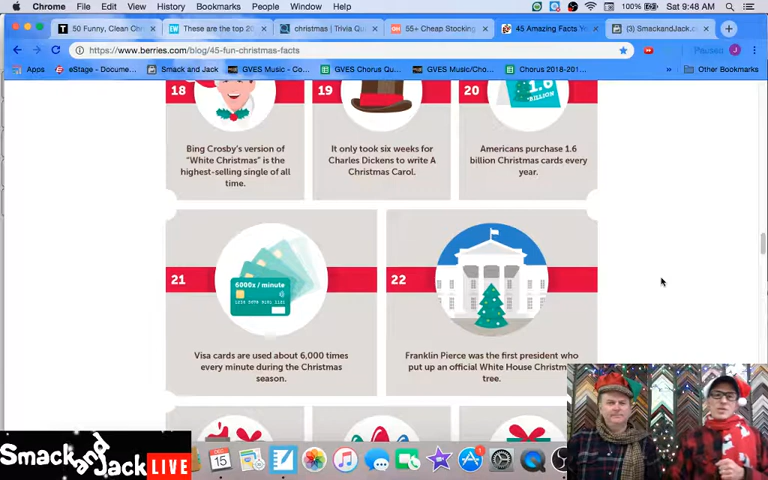 Chrome File Edit View History Bookmarks People Window Help 100% Sat 9:48 AM
50 Funny, Clean Ch
These are the top 20
christmas | Trivia Qu
55+ Cheap Stocking
45 Amazing Facts Y
(3) SmackandJack.c
https://www.berries.com/blog/45-fun-christmas-facts
Paused
J
Apps eStage - Docume... Smack and Jack GVES Music - Co... GVES Chorus Qu... GVES Music/Cho... Chorus 2018-201... Other Bookmarks
18
19
20
1.6
BILLION
Bing Crosby's version of
"White Christmas" is the
highest-selling single of all
time.
It only took six weeks for
Charles Dickens to write A
Christmas Carol.
Americans purchase 1.6
billion Christmas cards every
year.
21
6000x / minute
22
Visa cards are used about 6,000 times
every minute during the Christmas
season.
Franklin Pierce was the first president who
put up an official White House Christm
tree.
Smack and
Jack LIVE
15